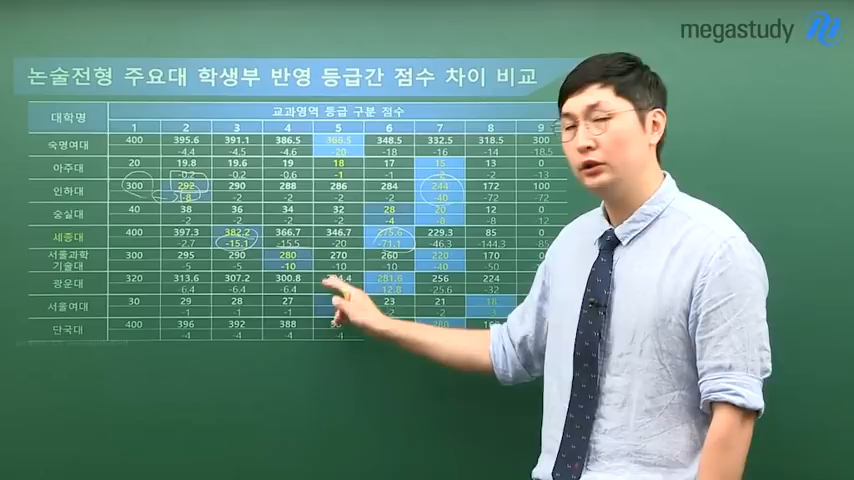 megastudy
논술전형 주요대 학생부 반영 등급간 점수 차이 비교
대학명 교과영역 등급 구분 점수
1 2 3 4 5 6 7 8 9
숙명여대 400 395.6 391.1 386.5 366.5 348.5 332.5 318.5 300
-4.4 -4.5 -4.6 -20 -18 -16 -14 -18.5
아주대 20 19.8 19.6 19 18 17 15 13 0
-0.2 -0.2 -0.6 -1 -1 -2 -2 -13
인하대 300 292 290 288 286 284 244 172 100
-8 -2 -2 -2 -2 -40 -72 -72
숭실대 40 38 36 34 32 28 20 12 0
-2 -2 -2 -2 -4 -8 -8 12
세종대 400 397.3 382.2 366.7 346.7 275.6 229.3 85 0
-2.7 -15.1 -15.5 -20 -71.1 -46.3 -144.3
서울과학기술대 300 295 290 280 270 260 220
-5 -5 -10 -10 -10 -40 -50
광운대 320 313.6 307.2 300.8 281.6 256 224
-6.4 -6.4 -6.4 12.8 -25.6 -32
서울여대 30 29 28 27 23 21 18
-1 -1 -1 -2 -2
단국대 400 396 392 388
-4 -4 -4 -4